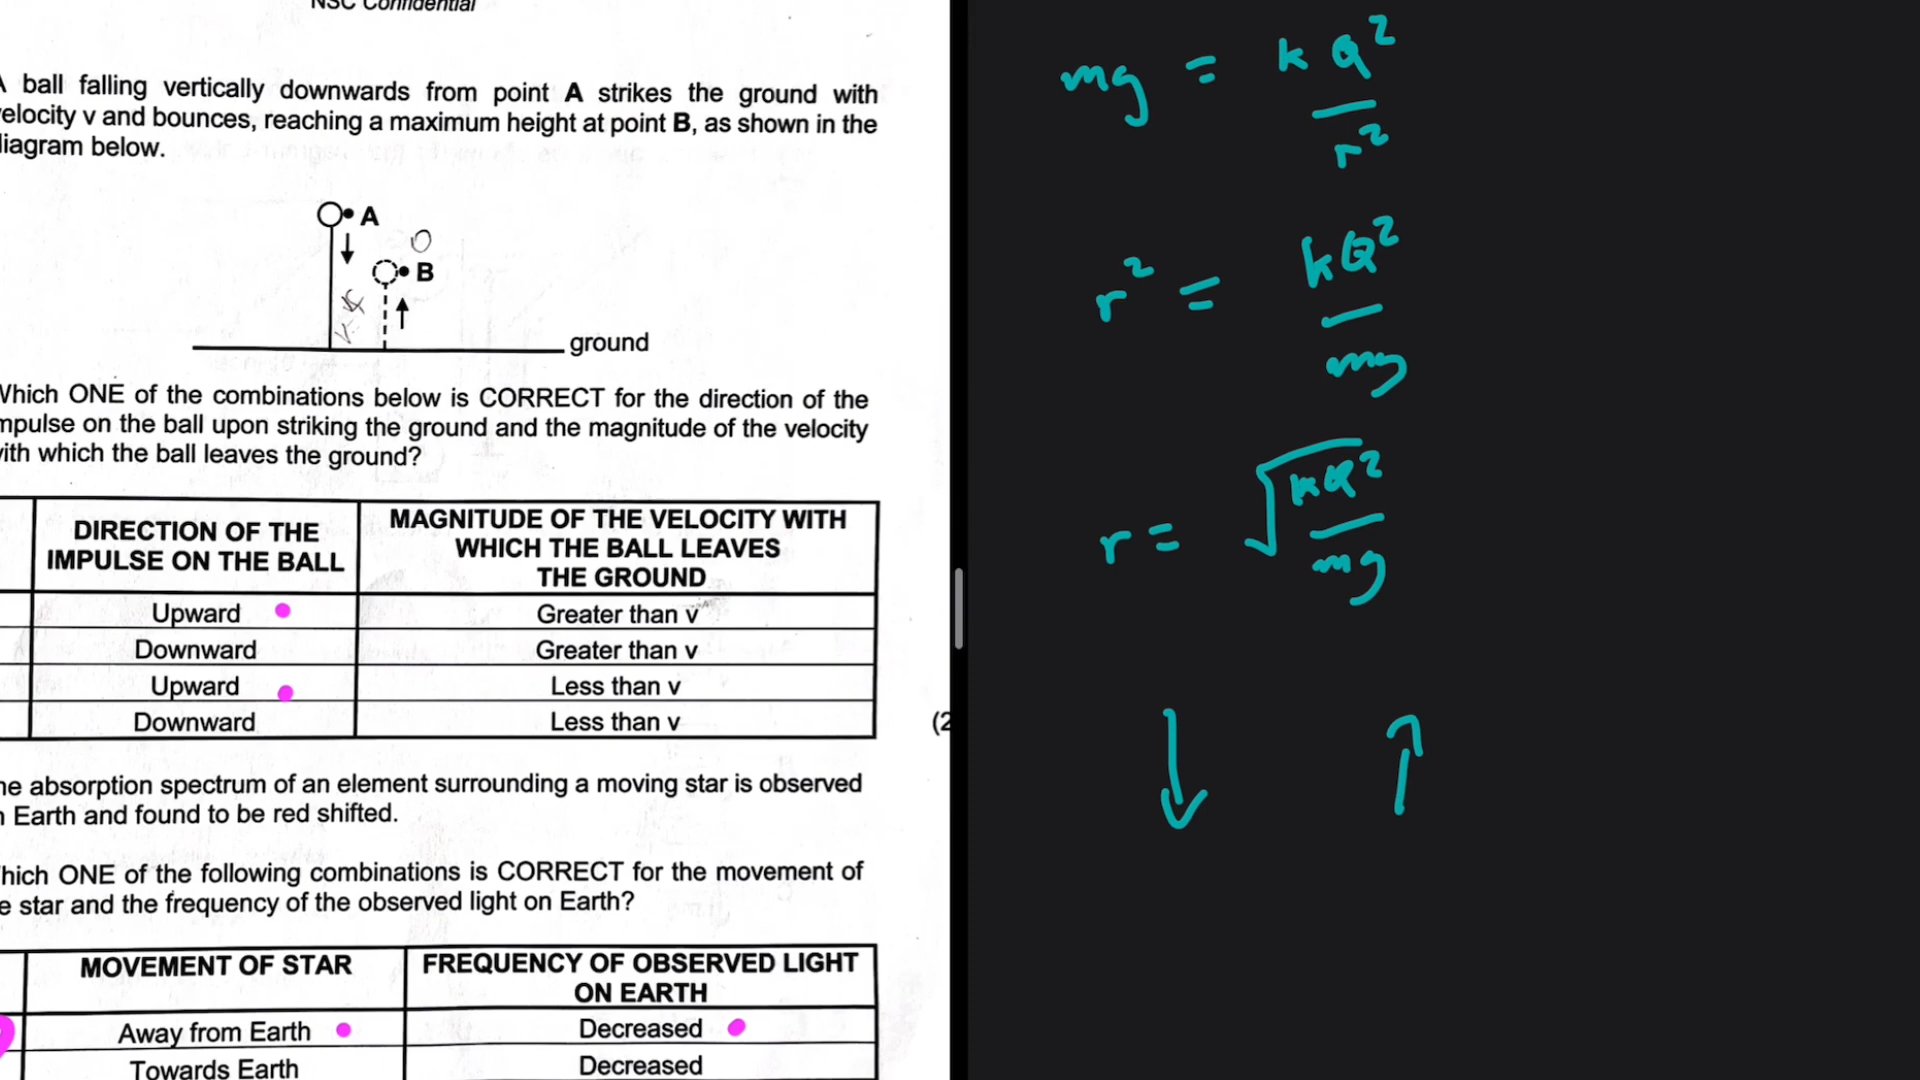 NSC Confidential
ball falling vertically downwards from point A strikes the ground with
velocity v and bounces, reaching a maximum height at point B, as shown in the
diagram below.
A
B
ground
Which ONE of the combinations below is CORRECT for the direction of the
impulse on the ball upon striking the ground and the magnitude of the velocity
with which the ball leaves the ground?
DIRECTION OF THE
IMPULSE ON THE BALL
MAGNITUDE OF THE VELOCITY WITH
WHICH THE BALL LEAVES
THE GROUND
Upward
Greater than v
Downward
Greater than v
Upward
Less than v
Downward
Less than v
(2
he absorption spectrum of an element surrounding a moving star is observed
n Earth and found to be red shifted.
hich ONE of the following combinations is CORRECT for the movement of
e star and the frequency of the observed light on Earth?
MOVEMENT OF STAR
FREQUENCY OF OBSERVED LIGHT
ON EARTH
Away from Earth
Decreased
Towards Earth
Decreased
mg = kQ²/r²
r² = kQ²/mg
r = √kQ²/mg